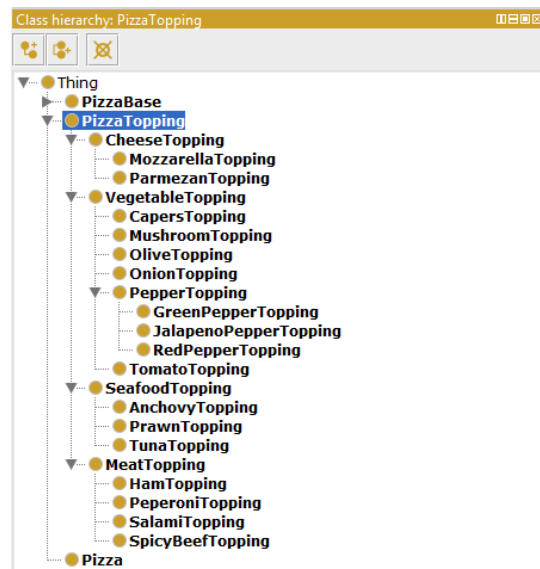 Class hierarchy: PizzaTopping
Thing
PizzaBase
PizzaTopping
CheeseTopping
MozzarellaTopping
ParmezanTopping
VegetableTopping
CapersTopping
MushroomTopping
OliveTopping
OnionTopping
PepperTopping
GreenPepperTopping
JalapenoPepperTopping
RedPepperTopping
TomatoTopping
SeafoodTopping
AnchovyTopping
PrawnTopping
TunaTopping
MeatTopping
HamTopping
PeperoniTopping
SalamiTopping
SpicyBeefTopping
Pizza